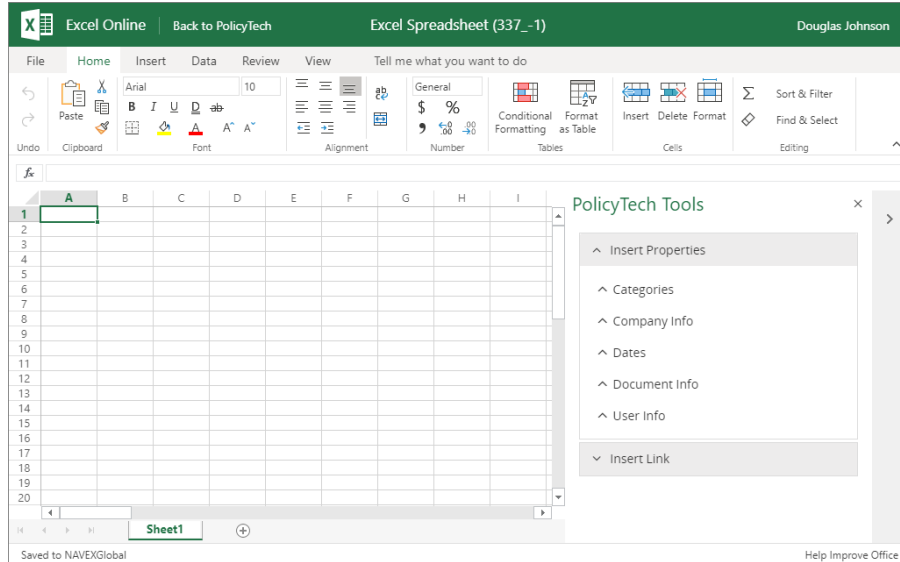 Excel Online Back to PolicyTech Excel Spreadsheet (337_-1) Douglas Johnson
File Home Insert Data Review View Tell me what you want to do
Arial 10 General
Paste B I U D ab $ % Conditional Formatting Format as Table Insert Delete Format Σ Sort & Filter
A A A Find & Select
Undo Clipboard Font Alignment Number Tables Cells Editing
fx
A B C D E F G H I
1
2
3
4
5
6
7
8
9
10
11
12
13
14
15
16
17
18
19
20
PolicyTech Tools
Insert Properties
Categories
Company Info
Dates
Document Info
User Info
Insert Link
Sheet1
Saved to NAVEXGlobal Help Improve Office